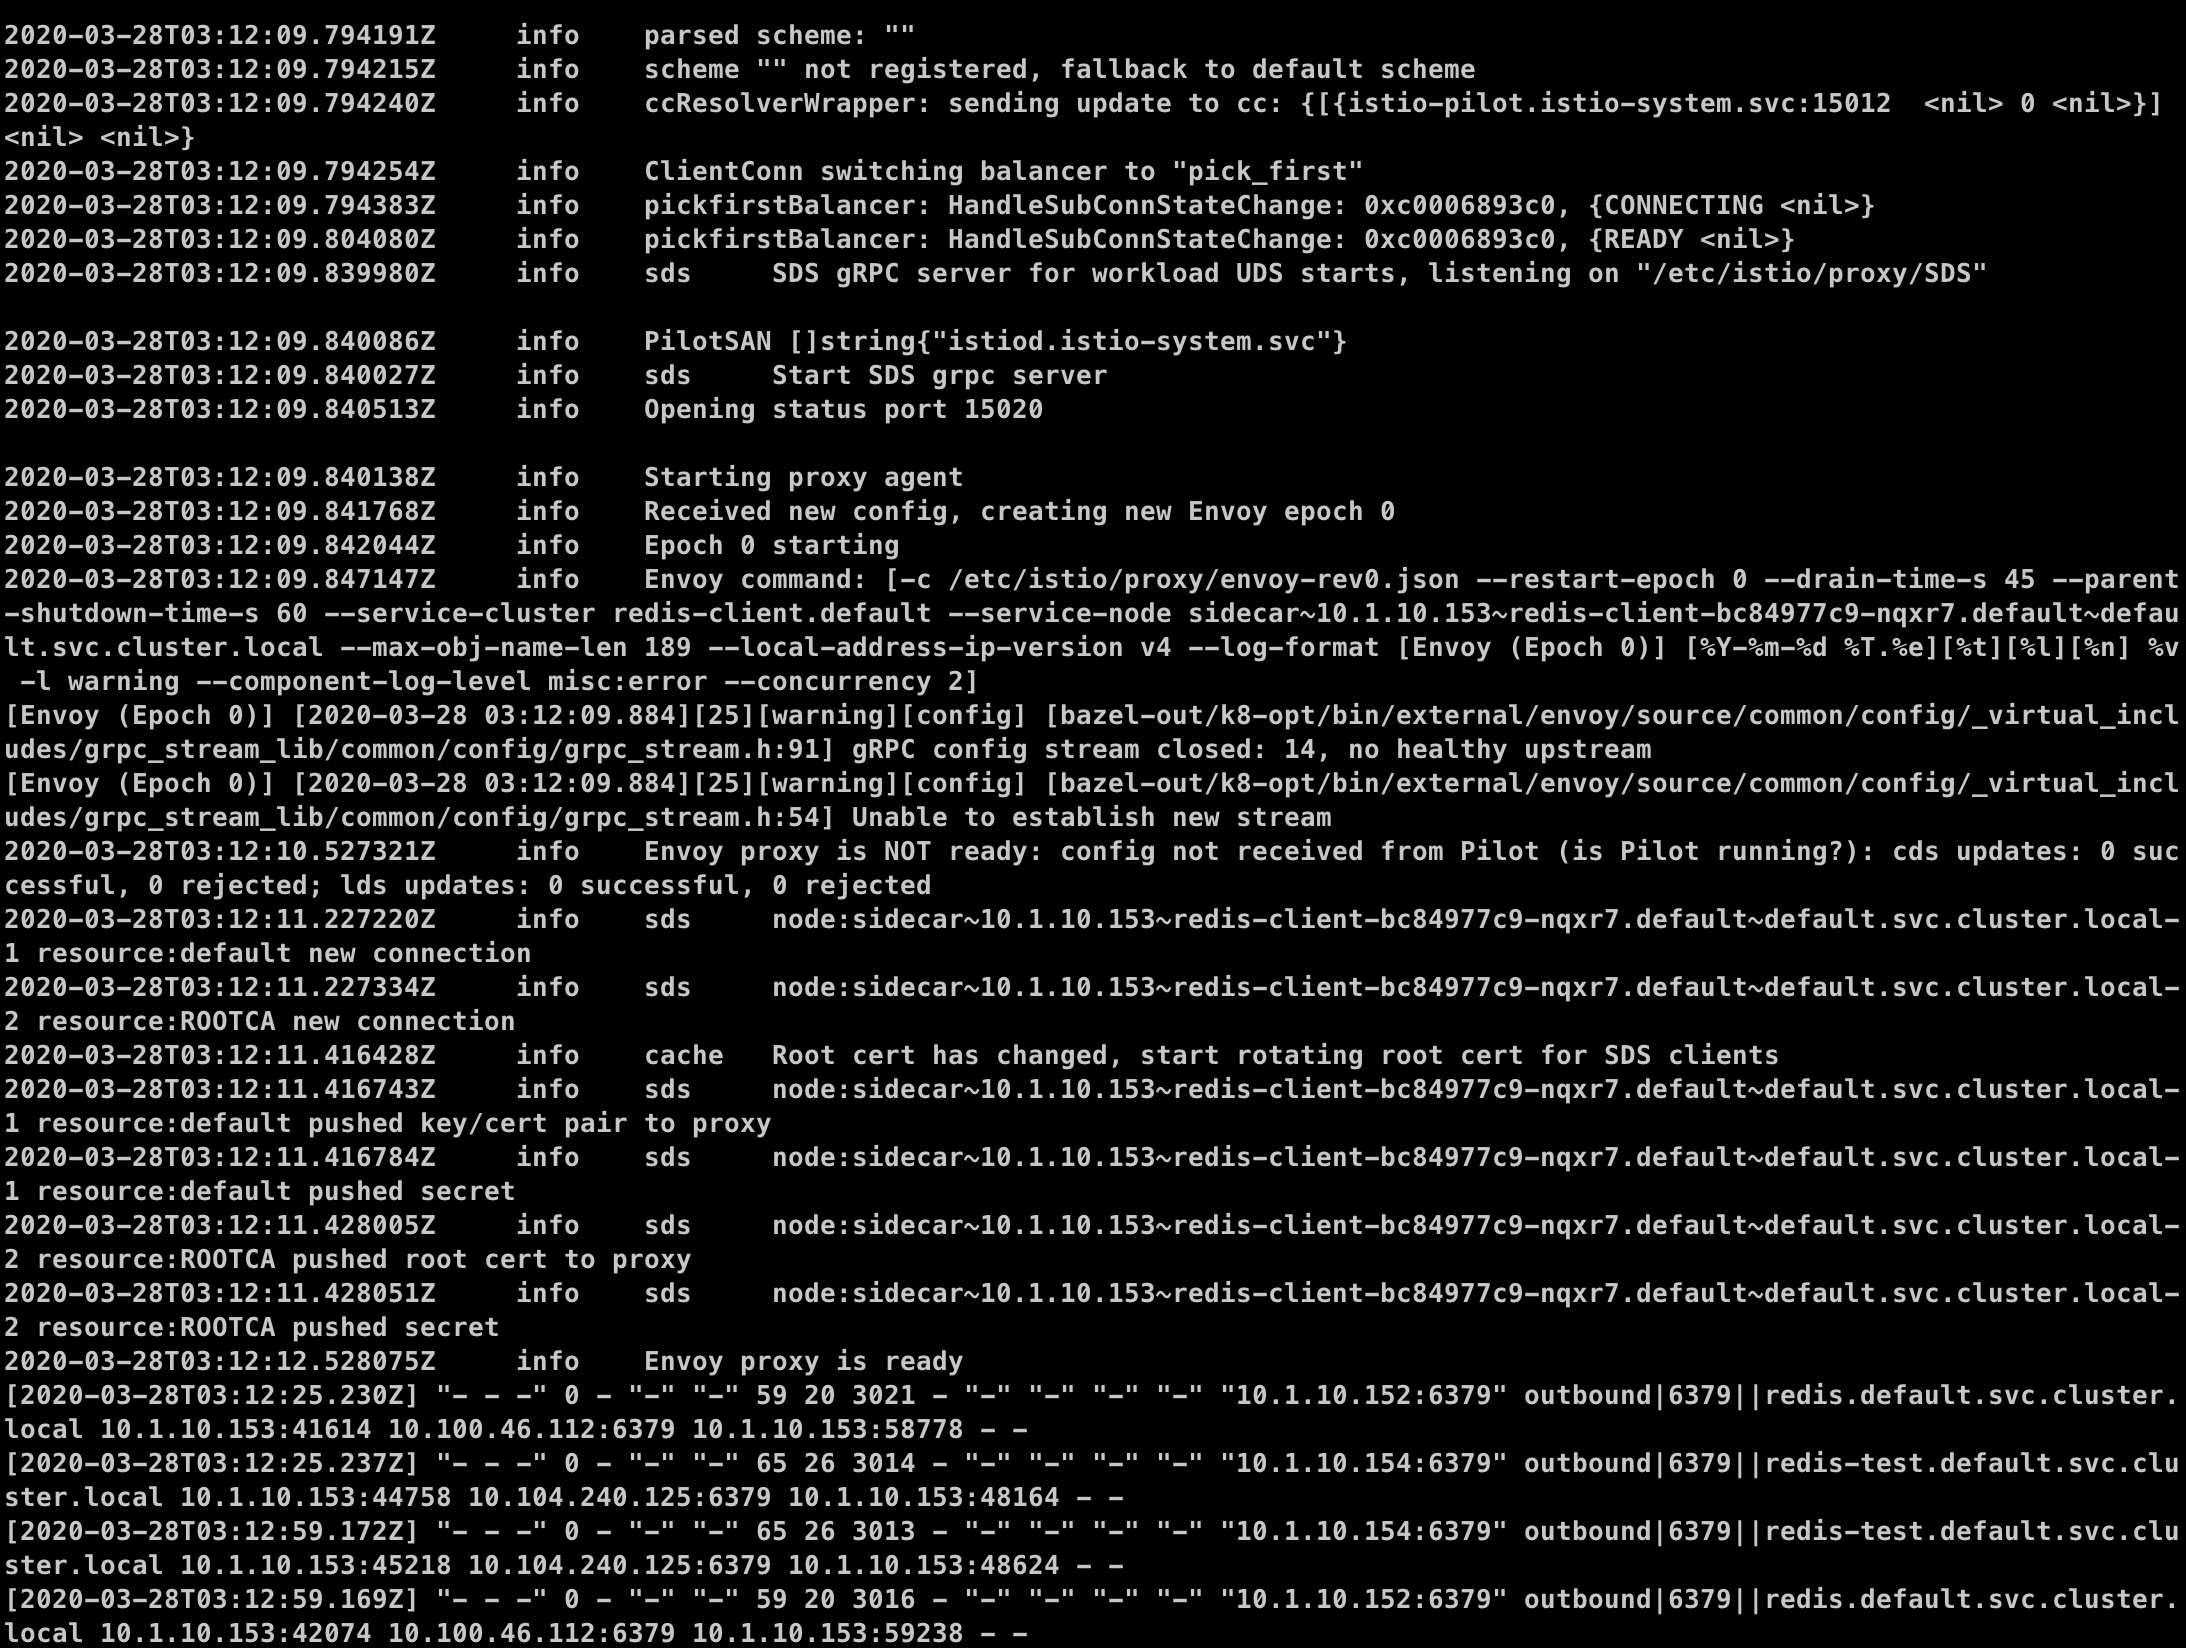 2020-03-28T03:12:09.794191Z     info    parsed scheme: ""
2020-03-28T03:12:09.794215Z     info    scheme "" not registered, fallback to default scheme
2020-03-28T03:12:09.794240Z     info    ccResolverWrapper: sending update to cc: {[{istio-pilot.istio-system.svc:15012  <nil> 0 <nil>}]
<nil> <nil>}
2020-03-28T03:12:09.794254Z     info    ClientConn switching balancer to "pick_first"
2020-03-28T03:12:09.794383Z     info    pickfirstBalancer: HandleSubConnStateChange: 0xc0006893c0, {CONNECTING <nil>}
2020-03-28T03:12:09.804080Z     info    pickfirstBalancer: HandleSubConnStateChange: 0xc0006893c0, {READY <nil>}
2020-03-28T03:12:09.839980Z     info    sds     SDS gRPC server for workload UDS starts, listening on "/etc/istio/proxy/SDS"
2020-03-28T03:12:09.840086Z     info    PilotSAN []string{"istiod.istio-system.svc"}
2020-03-28T03:12:09.840027Z     info    sds     Start SDS grpc server
2020-03-28T03:12:09.840513Z     info    Opening status port 15020
2020-03-28T03:12:09.840138Z     info    Starting proxy agent
2020-03-28T03:12:09.841768Z     info    Received new config, creating new Envoy epoch 0
2020-03-28T03:12:09.842044Z     info    Epoch 0 starting
2020-03-28T03:12:09.847147Z     info    Envoy command: [-c /etc/istio/proxy/envoy-rev0.json --restart-epoch 0 --drain-time-s 45 --parent
-shutdown-time-s 60 --service-cluster redis-client.default --service-node sidecar~10.1.10.153~redis-client-bc84977c9-nqxr7.default~defau
lt.svc.cluster.local --max-obj-name-len 189 --local-address-ip-version v4 --log-format [Envoy (Epoch 0)] [%Y-%m-%d %T.%e][%t][%l][%n] %v
 -l warning --component-log-level misc:error --concurrency 2]
[Envoy (Epoch 0)] [2020-03-28 03:12:09.884][25][warning][config] [bazel-out/k8-opt/bin/external/envoy/source/common/config/_virtual_incl
udes/grpc_stream_lib/common/config/grpc_stream.h:91] gRPC config stream closed: 14, no healthy upstream
[Envoy (Epoch 0)] [2020-03-28 03:12:09.884][25][warning][config] [bazel-out/k8-opt/bin/external/envoy/source/common/config/_virtual_incl
udes/grpc_stream_lib/common/config/grpc_stream.h:54] Unable to establish new stream
2020-03-28T03:12:10.527321Z     info    Envoy proxy is NOT ready: config not received from Pilot (is Pilot running?): cds updates: 0 suc
cessful, 0 rejected; lds updates: 0 successful, 0 rejected
2020-03-28T03:12:11.227220Z     info    sds     node:sidecar~10.1.10.153~redis-client-bc84977c9-nqxr7.default~default.svc.cluster.local-
1 resource:default new connection
2020-03-28T03:12:11.227334Z     info    sds     node:sidecar~10.1.10.153~redis-client-bc84977c9-nqxr7.default~default.svc.cluster.local-
2 resource:ROOTCA new connection
2020-03-28T03:12:11.416428Z     info    cache   Root cert has changed, start rotating root cert for SDS clients
2020-03-28T03:12:11.416743Z     info    sds     node:sidecar~10.1.10.153~redis-client-bc84977c9-nqxr7.default~default.svc.cluster.local-
1 resource:default pushed key/cert pair to proxy
2020-03-28T03:12:11.416784Z     info    sds     node:sidecar~10.1.10.153~redis-client-bc84977c9-nqxr7.default~default.svc.cluster.local-
1 resource:default pushed secret
2020-03-28T03:12:11.428005Z     info    sds     node:sidecar~10.1.10.153~redis-client-bc84977c9-nqxr7.default~default.svc.cluster.local-
2 resource:ROOTCA pushed root cert to proxy
2020-03-28T03:12:11.428051Z     info    sds     node:sidecar~10.1.10.153~redis-client-bc84977c9-nqxr7.default~default.svc.cluster.local-
2 resource:ROOTCA pushed secret
2020-03-28T03:12:12.528075Z     info    Envoy proxy is ready
[2020-03-28T03:12:25.230Z] "- - -" 0 - "-" "-" 59 20 3021 - "-" "-" "-" "-" "10.1.10.152:6379" outbound|6379||redis.default.svc.cluster.
local 10.1.10.153:41614 10.100.46.112:6379 10.1.10.153:58778 - -
[2020-03-28T03:12:25.237Z] "- - -" 0 - "-" "-" 65 26 3014 - "-" "-" "-" "-" "10.1.10.154:6379" outbound|6379||redis-test.default.svc.clu
ster.local 10.1.10.153:44758 10.104.240.125:6379 10.1.10.153:48164 - -
[2020-03-28T03:12:59.172Z] "- - -" 0 - "-" "-" 65 26 3013 - "-" "-" "-" "-" "10.1.10.154:6379" outbound|6379||redis-test.default.svc.clu
ster.local 10.1.10.153:45218 10.104.240.125:6379 10.1.10.153:48624 - -
[2020-03-28T03:12:59.169Z] "- - -" 0 - "-" "-" 59 20 3016 - "-" "-" "-" "-" "10.1.10.152:6379" outbound|6379||redis.default.svc.cluster.
local 10.1.10.153:42074 10.100.46.112:6379 10.1.10.153:59238 - -